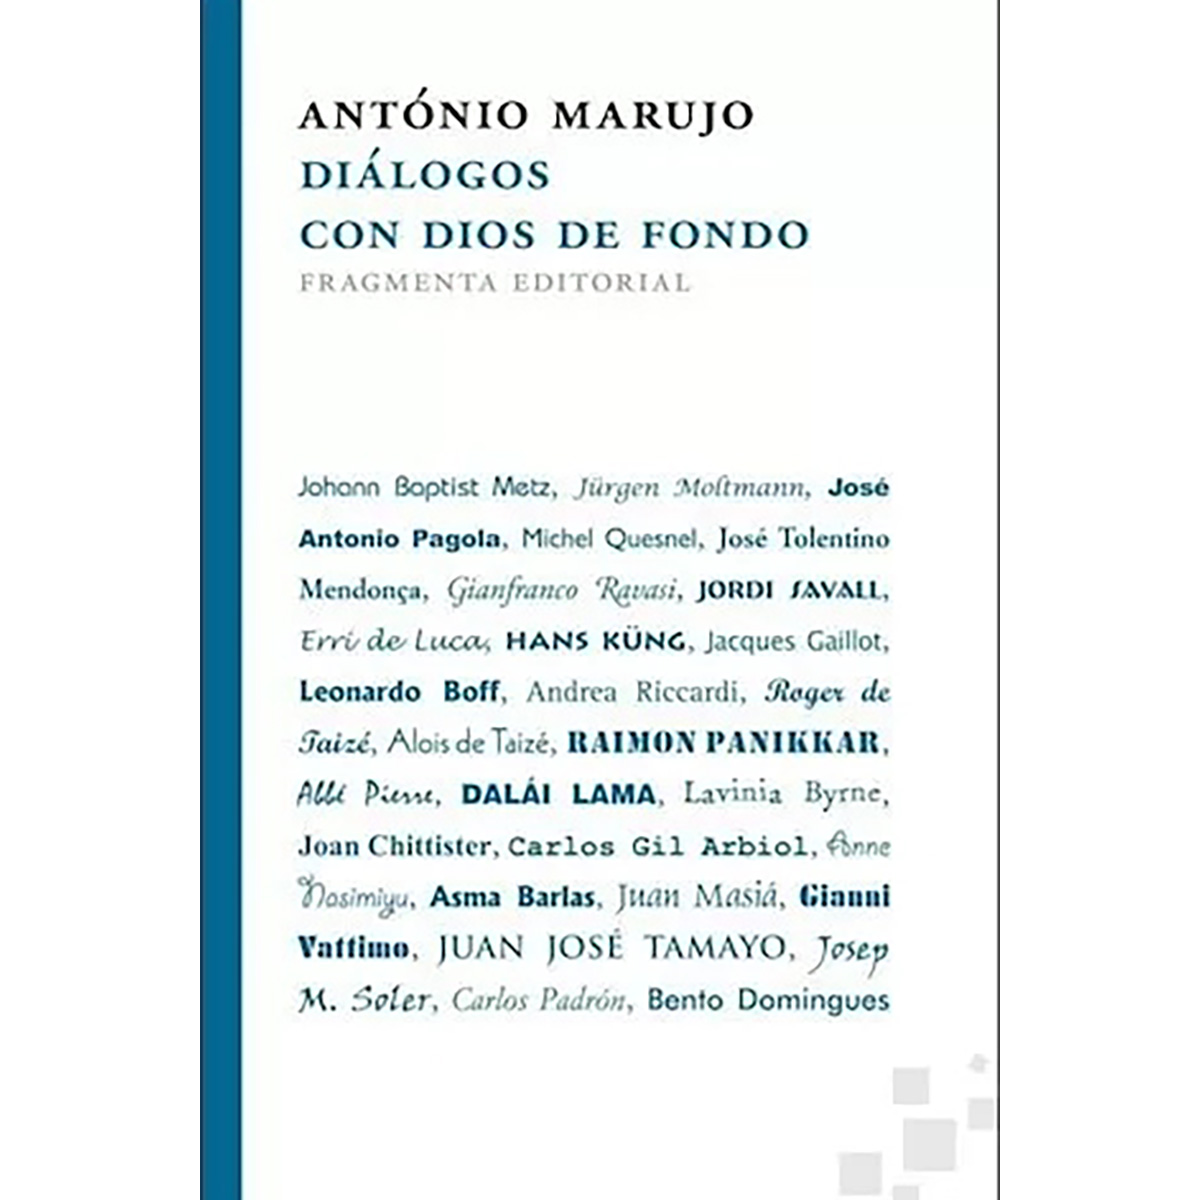 ANTÓNIO MARUJO
DIÁLOGOS
CON DIOS DE FONDO
FRAGMENTA EDITORIAL
Johann Baptist Metz, Jürgen Moltmann, José
Antonio Pagola, Michel Quesnel, José Tolentino
Mendonça, Gianfranco Ravasi, JORDI SAVALL,
Erri de Luca, HANS KÜNG, Jacques Gaillot,
Leonardo Boff, Andrea Riccardi, Roger de
Taizé, Alois de Taizé, RAIMON PANIKKAR,
Abbé Pierre, DALÁI LAMA, Lavinia Byrne,
Joan Chittister, Carlos Gil Arbiol, Anne
Nasimiyu, Asma Barlas, Juan Masiá, Gianni
Vattimo, JUAN JOSÉ TAMAYO, Josep
M. Soler, Carlos Padrón, Bento Domingues